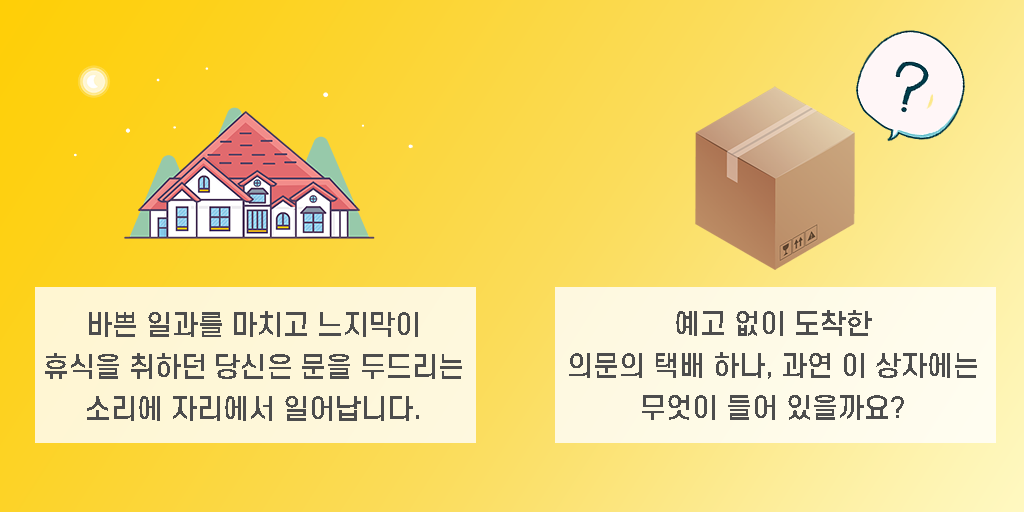 바쁜 일과를 마치고 느지막이
휴식을 취하던 당신은 문을 두드리는
소리에 자리에서 일어납니다.
?
예고 없이 도착한
의문의 택배 하나, 과연 이 상자에는
무엇이 들어 있을까요?